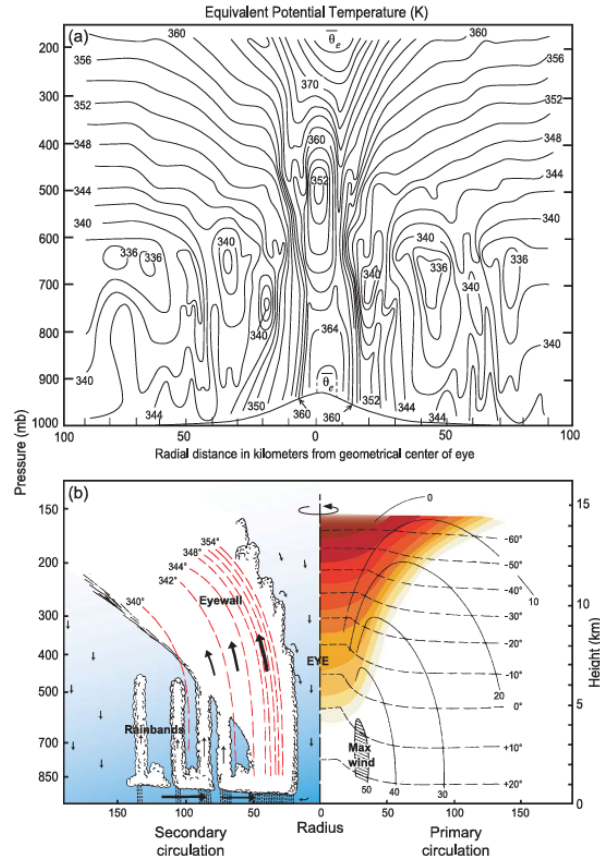 Equivalent Potential Temperature (K)
(a)
360 360
θe
356 356
370
352 352
360
348 348
352
344 344
340 340
340 340
336 336 340 336 336
340 340
340
364
340 340
θe
344 350 352 344
360 360 344 344
150
200
300
400
500
600
700
800
900
1000
100 50 0 50 100
Radial distance in kilometers from geometrical center of eye
Pressure (mb)
(b)
0
150 15
354°
348° -60°
200 344° -50°
342° 10
Eyewall -40°
340° -30°
300 10
-20°
400 EYE -10°
20
500 0°
5
Rainbands
700 Max +10°
wind
850 +20°
50 40 30
0
Height (km)
150 100 50 0 50 100 150
Secondary Radius Primary
circulation circulation